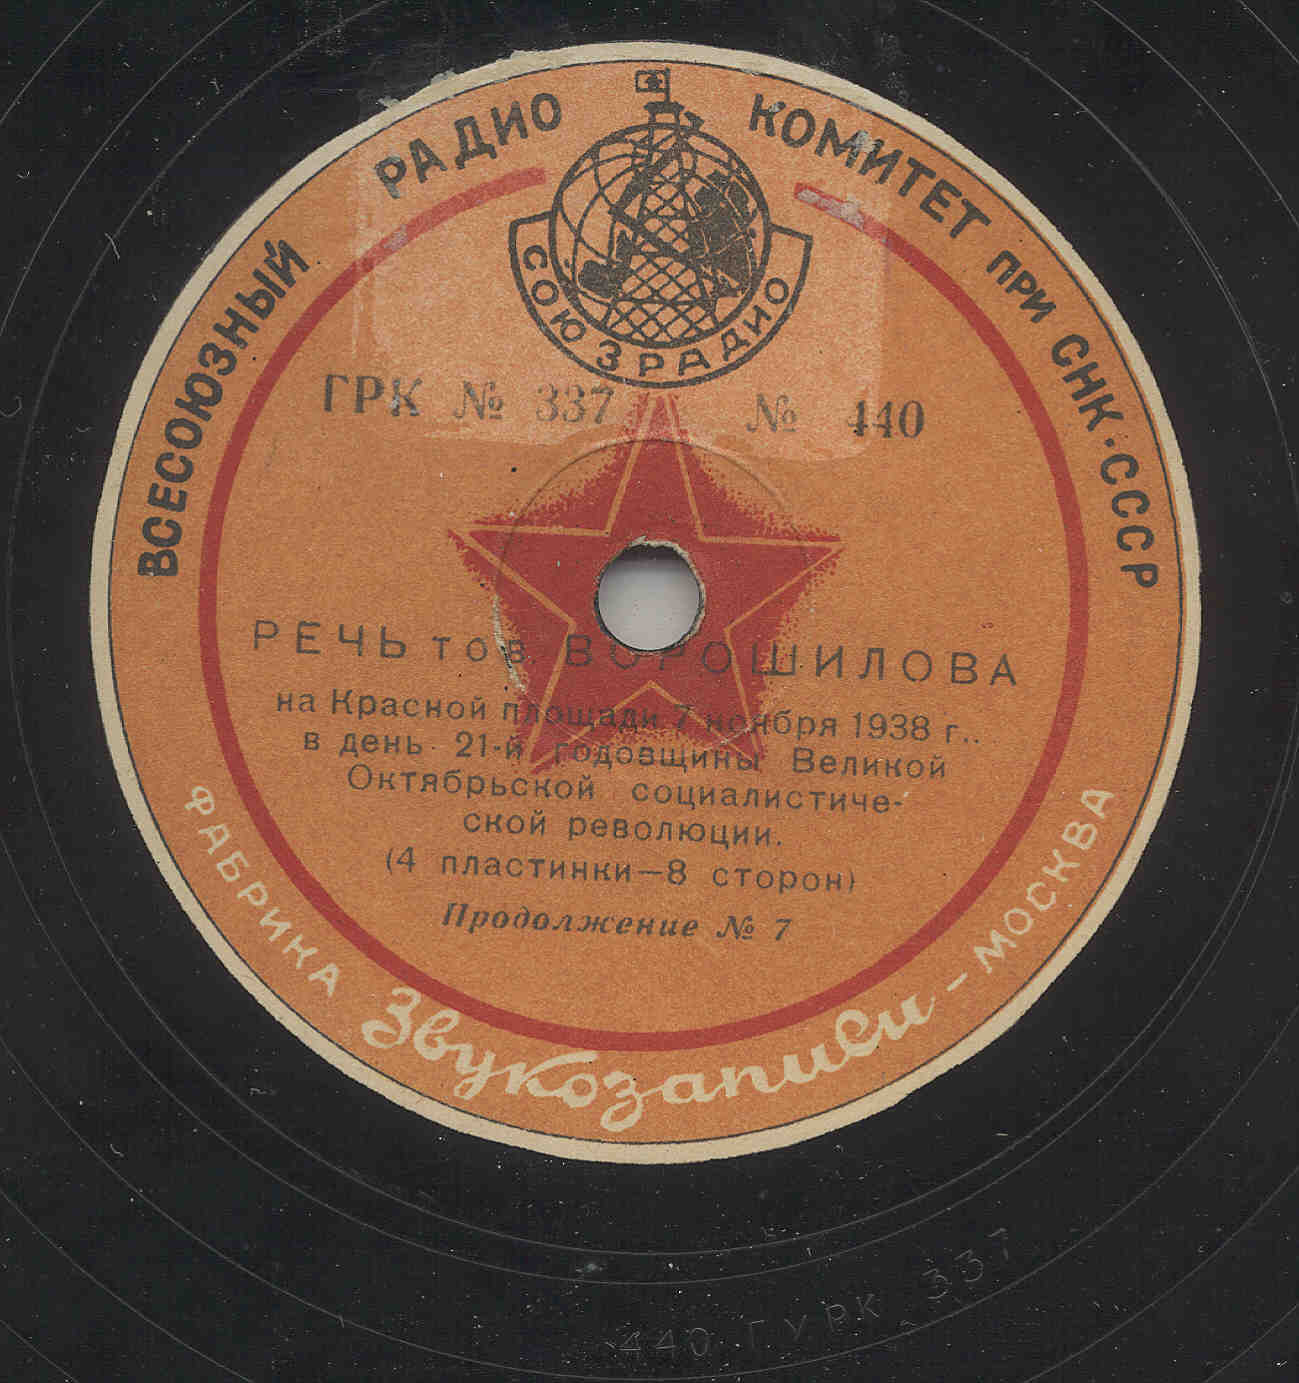 ВСЕСОЮЗНЫЙ РАДИО КОМИТЕТ ПРИ СНК·СССР
СОЮЗРАДИО
ГРК № 337 № 440
РЕЧЬ тов. ВОРОШИЛОВА
на Красной площади 7 ноября 1938 г..
в день 21-й годовщины Великой
Октябрьской социалистиче-
ской революции.
(4 пластинки—8 сторон)
Продолжение № 7
ФАБРИКА Звукозаписи – МОСКВА
440 ГУРК 337